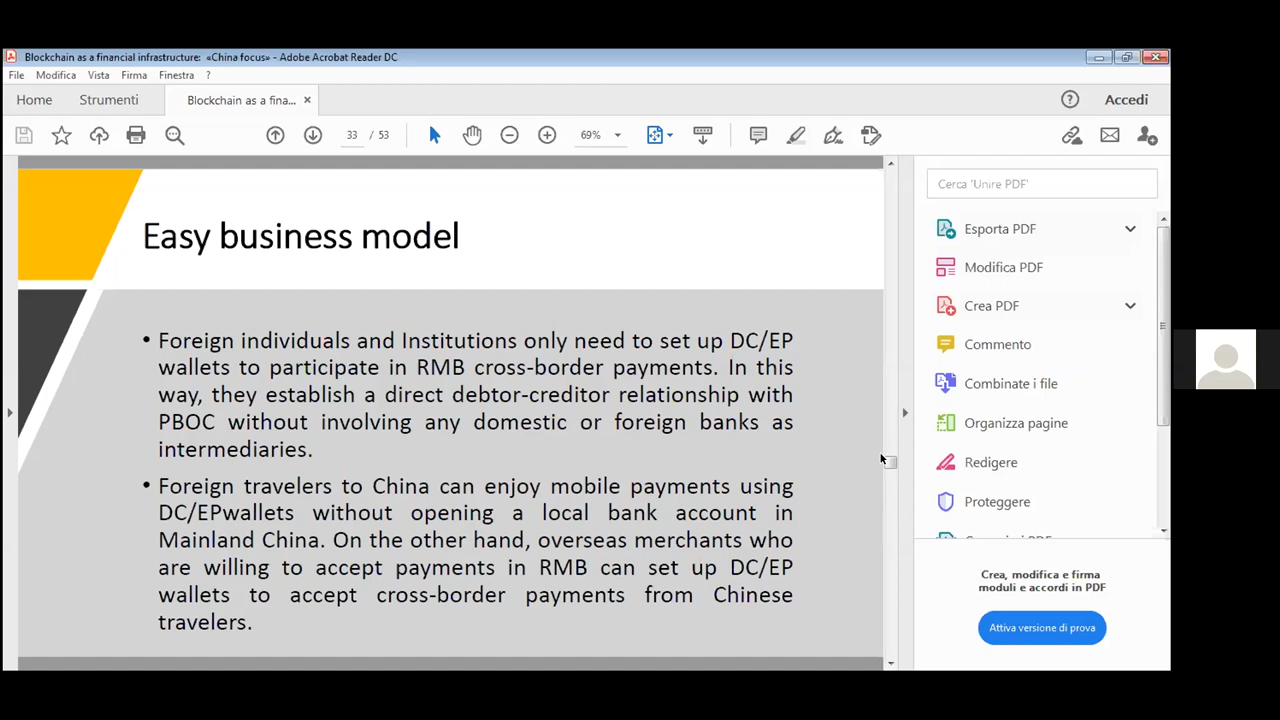 Blockchain as a financial infrastructure: «China focus» - Adobe Acrobat Reader DC
File Modifica Vista Firma Finestra ?
Home Strumenti Blockchain as a fina... × Accedi
33 / 53 69%
Easy business model
• Foreign individuals and Institutions only need to set up DC/EP
wallets to participate in RMB cross-border payments. In this
way, they establish a direct debtor-creditor relationship with
PBOC without involving any domestic or foreign banks as
intermediaries.
• Foreign travelers to China can enjoy mobile payments using
DC/EPwallets without opening a local bank account in
Mainland China. On the other hand, overseas merchants who
are willing to accept payments in RMB can set up DC/EP
wallets to accept cross-border payments from Chinese
travelers.
Cerca 'Unire PDF'
Esporta PDF
Modifica PDF
Crea PDF
Commento
Combinate i file
Organizza pagine
Redigere
Proteggere
Crea, modifica e firma
moduli e accordi in PDF
Attiva versione di prova